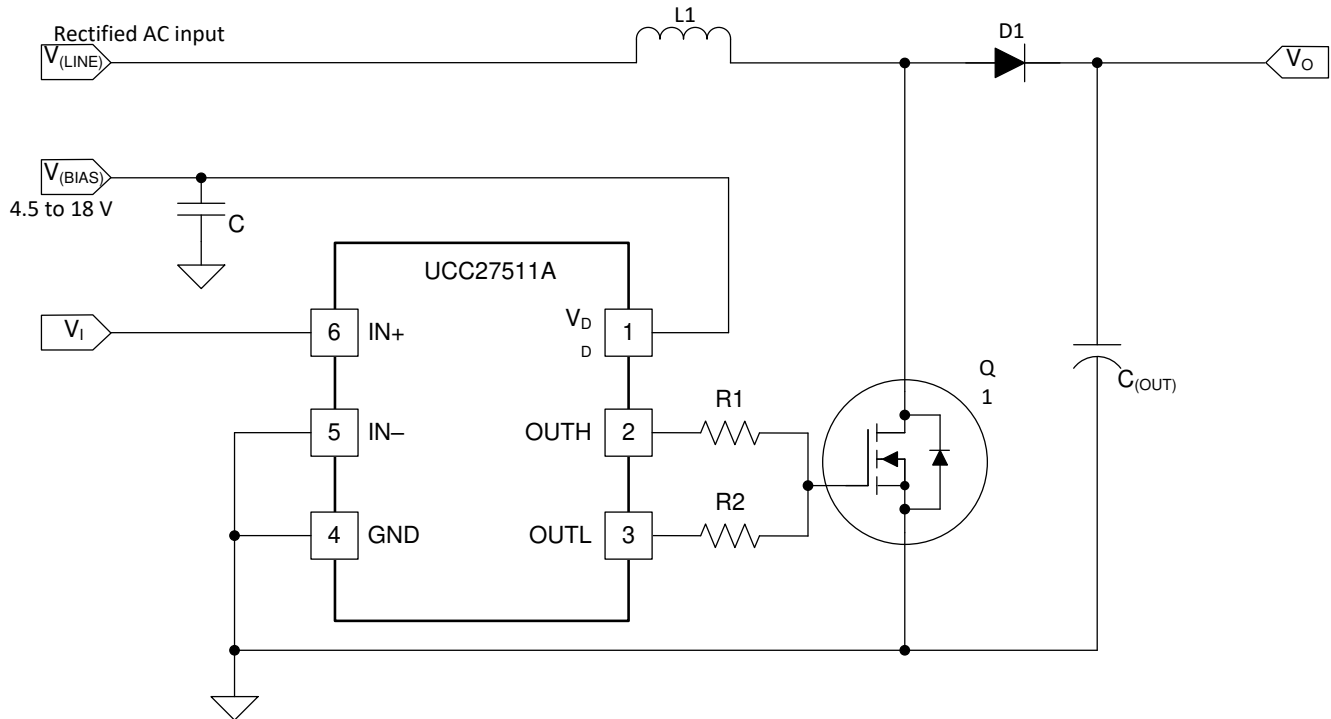 L1
Rectified AC input
D1
V(LINE)
VO
V(BIAS)
4.5 to 18 V
C
UCC27511A
VI
6 IN+
VD
D
1
Q
1
C(OUT)
R1
5 IN–
OUTH 2
R2
4 GND
OUTL 3